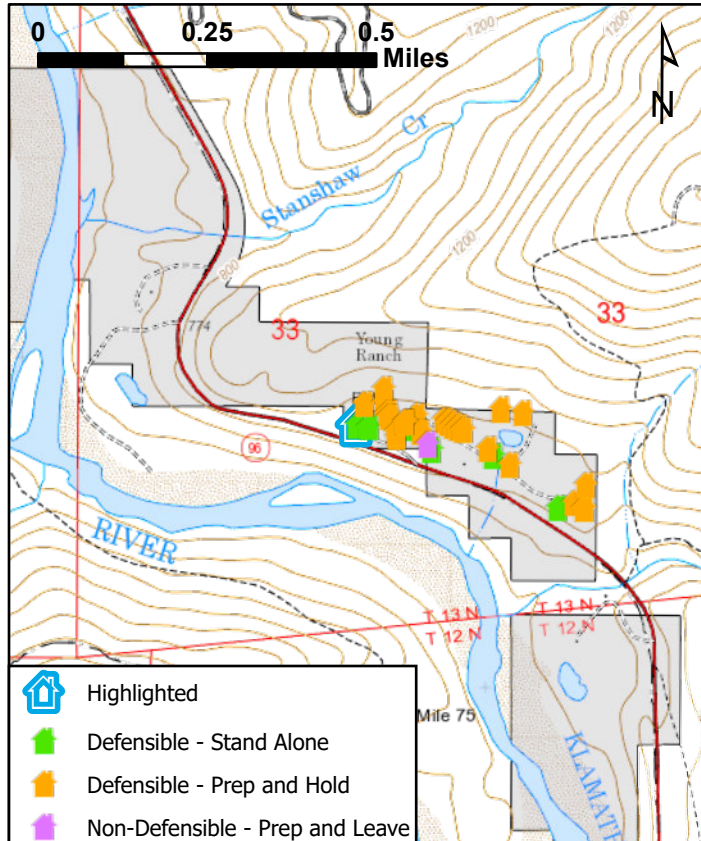 0 0.25 0.5
Miles
N
1200
1200
Stanshaw Cr
1200
800
774
33
33
Young
Ranch
96
RIVER
T 13 N T 13 N
T 12 N T 12 N
Mile 75
KLAMATH
Highlighted
Defensible - Stand Alone
Defensible - Prep and Hold
Non-Defensible - Prep and Leave